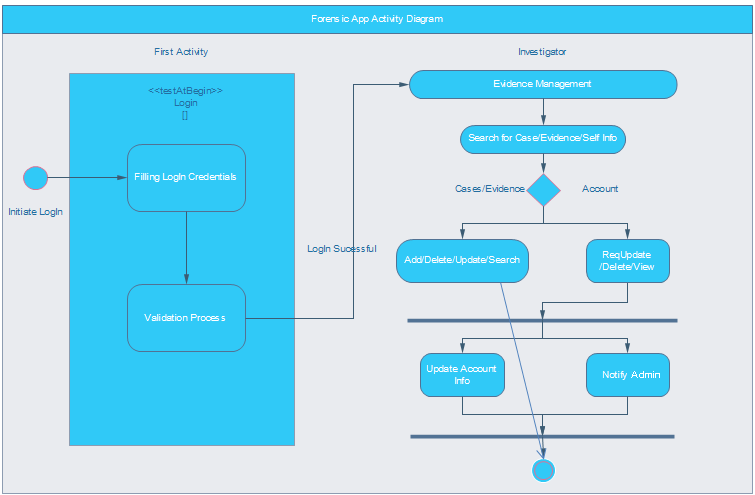 Forensic App Activity Diagram
First Activity
Investigator
<<testAtBegin>>
Login
[]
Evidence Management
Search for Case/Evidence/Self Info
Filling LogIn Credentials
Cases/Evidence
Account
Initiate LogIn
LogIn Sucessful
Add/Delete/Update/Search
ReqUpdate
/Delete/View
Validation Process
Update Account
Info
Notify Admin